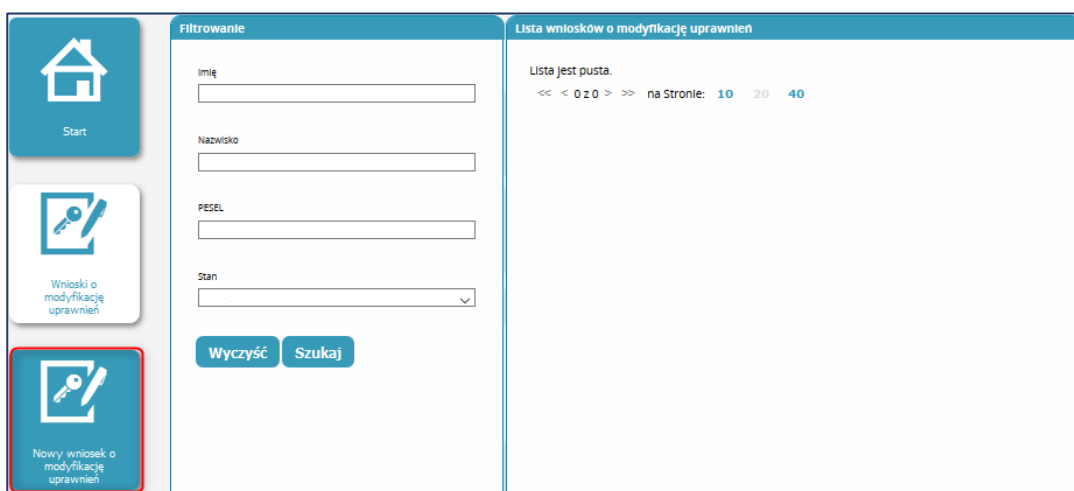 Start
Wnioski o
modyfikację
uprawnień
Nowy wniosek o
modyfikację
uprawnień
Filtrowanie
Imię
Nazwisko
PESEL
Stan
Wyczyść Szukaj
Lista wniosków o modyfikację uprawnień
Lista jest pusta.
<< < 0 z 0 > >> na Stronie: 10 20 40